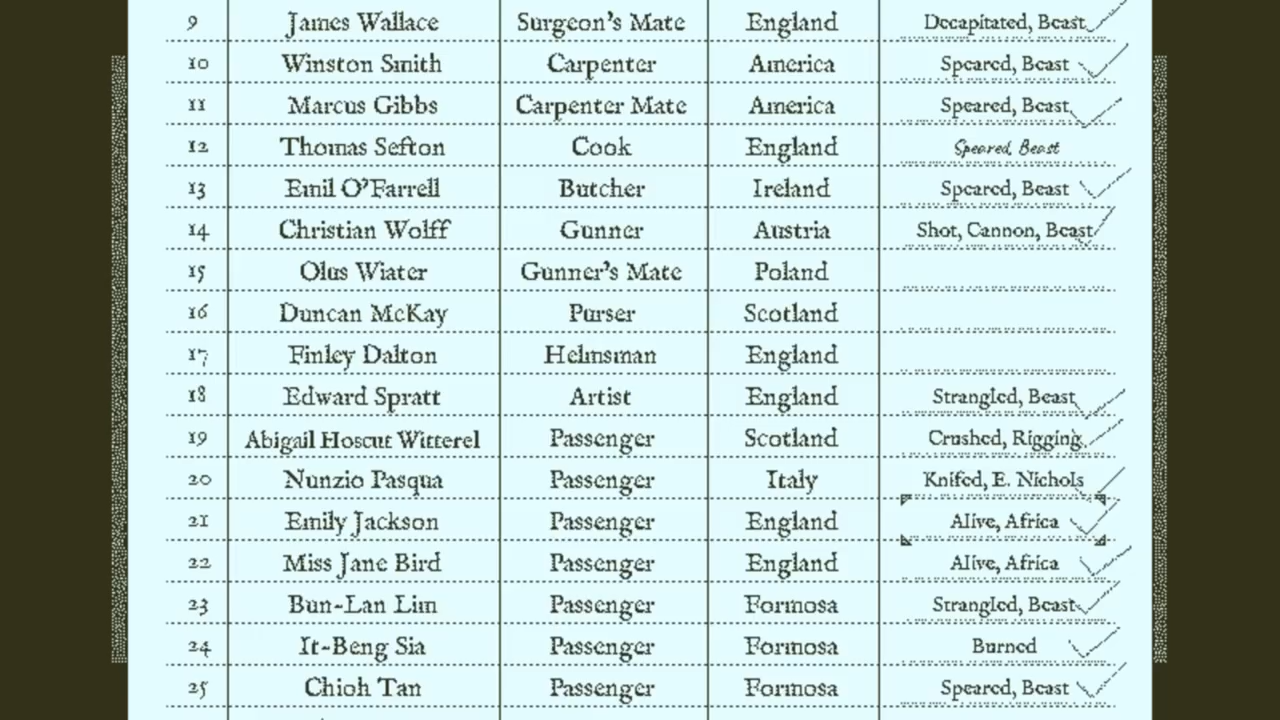 9 James Wallace Surgeon's Mate England Decapitated, Beast
10 Winston Smith Carpenter America Speared, Beast
11 Marcus Gibbs Carpenter Mate America Speared, Beast
12 Thomas Sefton Cook England Speared, Beast
13 Emil O'Farrell Butcher Ireland Speared, Beast
14 Christian Wolff Gunner Austria Shot, Cannon, Beast
15 Olus Wiater Gunner's Mate Poland
16 Duncan McKay Purser Scotland
17 Finley Dalton Helmsman England
18 Edward Spratt Artist England Strangled, Beast
19 Abigail Hoscut Witterel Passenger Scotland Crushed, Rigging
20 Nunzio Pasqua Passenger Italy Knifed, E. Nichols
21 Emily Jackson Passenger England Alive, Africa
22 Miss Jane Bird Passenger England Alive, Africa
23 Bun-Lan Lim Passenger Formosa Strangled, Beast
24 It-Beng Sia Passenger Formosa Burned
25 Chioh Tan Passenger Formosa Speared, Beast